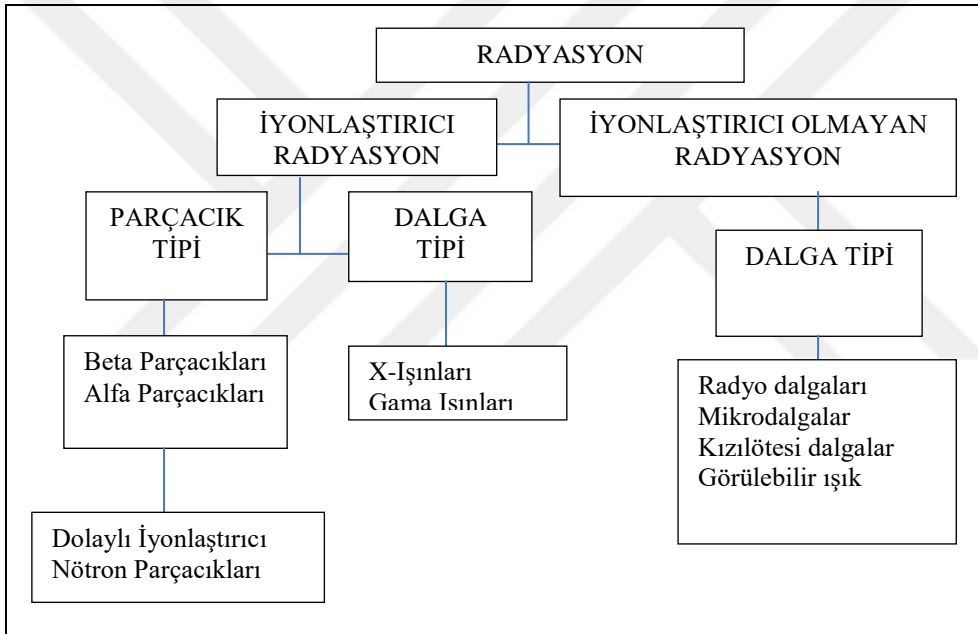 RADYASYON
İYONLAŞTIRICI
RADYASYON
İYONLAŞTIRICI OLMAYAN
RADYASYON
PARÇACIK
TİPİ
DALGA
TİPİ
DALGA TİPİ
Beta Parçacıkları
Alfa Parçacıkları
X-Işınları
Gama Isınları
Radyo dalgaları
Mikrodalgalar
Kızılötesi dalgalar
Görülebilir ışık
Dolaylı İyonlaştırıcı
Nötron Parçacıkları